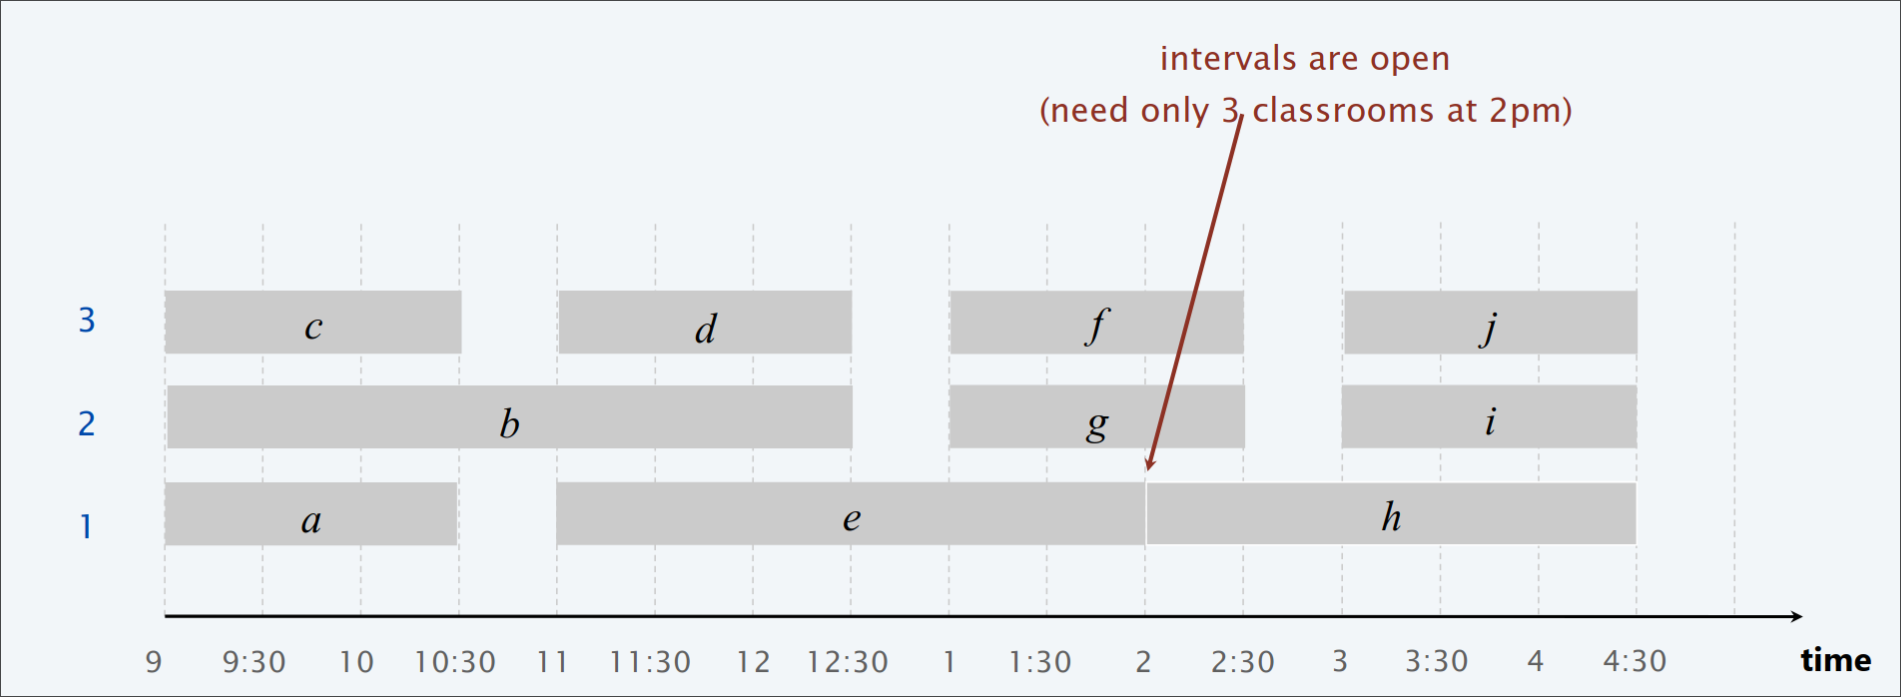 intervals are open
(need only 3 classrooms at 2pm)
3 c d f j
2 b g i
1 a e h
9 9:30 10 10:30 11 11:30 12 12:30 1 1:30 2 2:30 3 3:30 4 4:30 time